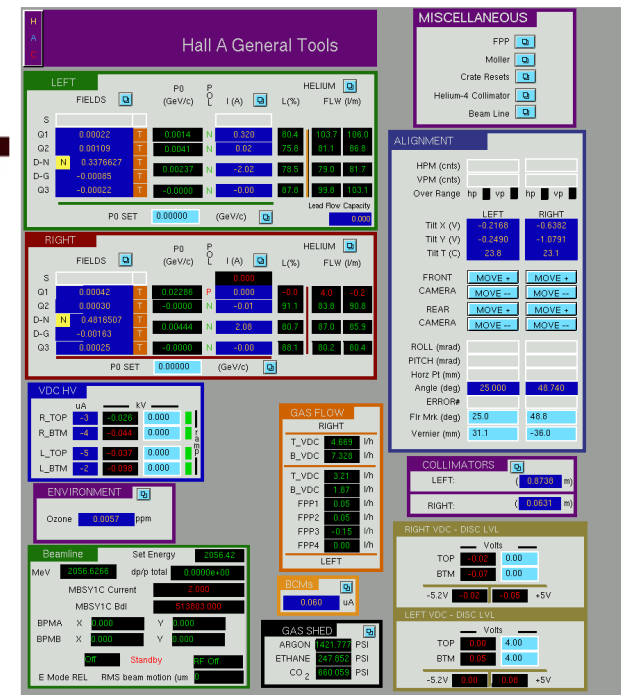 H
A
C
Hall A General Tools
MISCELLANEOUS
FPP
Moller
Crate Resets
Helium-4 Collimator
Beam Line
LEFT
FIELDS
P0 (GeV/c)
POL
I (A)
L(%)
HELIUM
FLW (l/m)
S
Q1 0.00022 T 0.0014 N 0.320 80.4 103.7 106.0
Q2 0.00109 T 0.0041 N 0.02 75.8 81.1 86.8
D-N N 0.3376627 T 0.00237 N -2.02 78.5 79.0 81.7
D-G -0.00085
Q3 -0.00022 T -0.0000 N -0.00 87.8 99.8 103.1
Lead Flow Capacity
0.000
P0 SET 0.00000 (GeV/c)
RIGHT
FIELDS
P0 (GeV/c)
POL
I (A)
L(%)
HELIUM
FLW (l/m)
S 0.000
Q1 0.00042 T 0.02286 P 0.000 -0.0 4.0 -0.2
Q2 0.00030 T -0.0000 N -0.01 91.1 83.8 90.8
D-N N 0.4816507 T 0.00444 N 2.08 80.7 87.0 85.9
D-G -0.00163
Q3 0.00025 T -0.0000 N -0.00 88.1 80.2 80.4
P0 SET 0.00000 (GeV/c)
ALIGNMENT
HPM (cnts)
VPM (cnts)
Over Range hp vp hp vp
LEFT RIGHT
Tilt X (V) -0.2168 -0.6382
Tilt Y (V) -0.2490 -1.0791
Tilt T (C) 23.8 23.1
FRONT MOVE + MOVE +
CAMERA MOVE -- MOVE --
REAR MOVE + MOVE +
CAMERA MOVE -- MOVE --
ROLL (mrad)
PITCH (mrad)
Horz Pt (mm)
Angle (deg) 25.000 48.740
ERROR#
Flr Mrk (deg) 25.0 48.8
Vernier (mm) 31.1 -36.0
VDC HV
uA kV
R_TOP -3 -0.026 0.000
R_BTM -4 -0.044 0.000
L_TOP -5 -0.037 0.000
L_BTM -2 -0.098 0.000
ramp
GAS FLOW
RIGHT
T_VDC 4.669 l/h
B_VDC 7.328 l/h
T_VDC 3.21 l/h
B_VDC 1.87 l/h
FPP1 0.05 l/h
FPP2 0.05 l/h
FPP3 -0.15 l/h
FPP4 0.00 l/h
LEFT
COLLIMATORS
LEFT: ( 0.8738 m)
RIGHT: ( 0.0631 m)
ENVIRONMENT
Ozone 0.0057 ppm
RIGHT VDC - DISC LVL
Volts
TOP -0.02 0.00
BTM -0.07 0.00
-5.2V -0.02 -0.06 +5V
LEFT VDC - DISC LVL
Volts
TOP 0.06 4.00
BTM 0.05 4.00
-5.2V 0.00 0.08 +5V
Beamline
Set Energy 2056.42
MeV 2056.6266 dp/p total 0.0000e+00
MBSY1C Current 2.000
MBSY1C Bdl 513883.000
BPMA X 0.000 Y 0.000
BPMB X 0.000 Y 0.000
Off Standby RF Off
E Mode REL RMS beam motion (um 0
BCMs
0.060 uA
GAS SHED
ARGON 1421.777 PSI
ETHANE 247.652 PSI
CO2 860.059 PSI